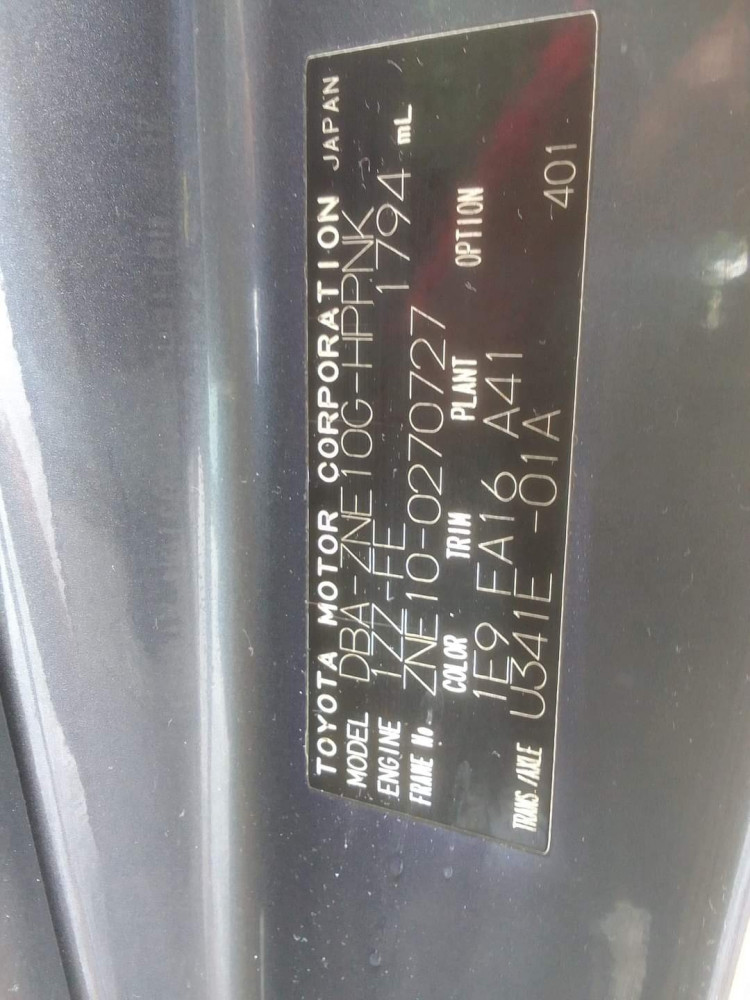 TOYOTA MOTOR CORPORATION JAPAN
MODEL DBA-ZNE10G-HPPNK
ENGINE 1ZZ-FE 1794 mL
FRAME No. ZNE10-0270727
COLOR TRIM PLANT OPTION
1E9 FA16 A41
TRANS./AXLE U341E -01A 401